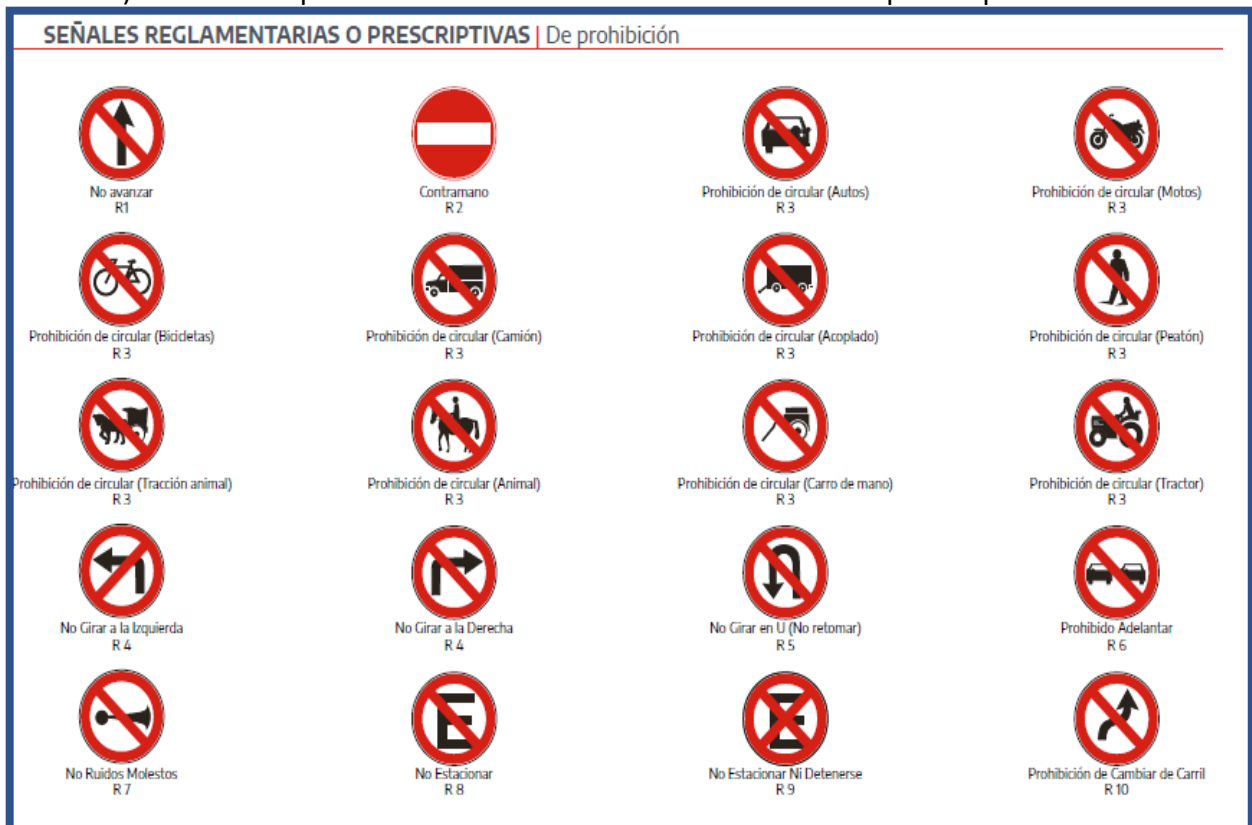 SEÑALES REGLAMENTARIAS O PRESCRIPTIVAS | De prohibición
No avanzar
R1
Contramano
R 2
Prohibición de circular (Autos)
R 3
Prohibición de circular (Motos)
R 3
Prohibición de circular (Bicicletas)
R 3
Prohibición de circular (Camión)
R 3
Prohibición de circular (Acoplado)
R 3
Prohibición de circular (Peatón)
R 3
Prohibición de circular (Tracción animal)
R 3
Prohibición de circular (Animal)
R 3
Prohibición de circular (Carro de mano)
R 3
Prohibición de circular (Tractor)
R 3
No Girar a la Izquierda
R 4
No Girar a la Derecha
R 4
No Girar en U (No retomar)
R 5
Prohibido Adelantar
R 6
No Ruidos Molestos
R 7
E
No Estacionar
R 8
E
No Estacionar Ni Detenerse
R 9
Prohibición de Cambiar de Carril
R 10